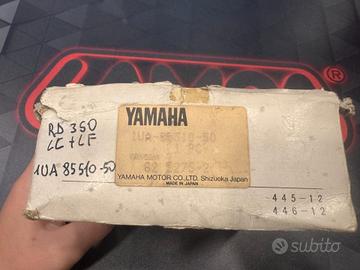 RD 350
LC + LF
1UA 85510-50
YAMAHA
1UA-85510-50
YAMAHA MOTOR CO., LTD. Shizuoka Japan
MADE IN JAPAN
445-12
446-12
subito